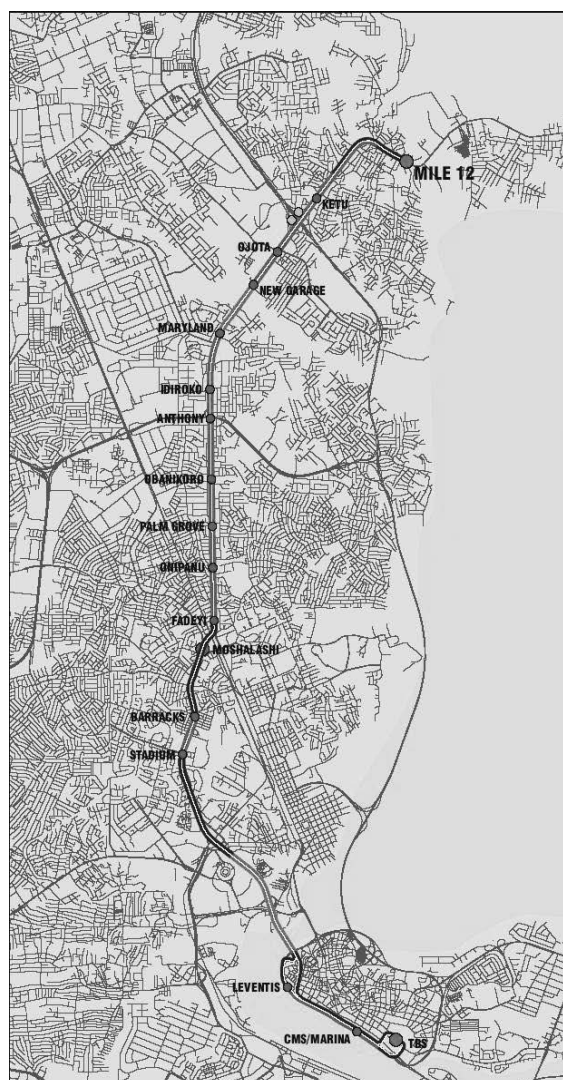 MILE 12
KETU
OJOTA
NEW GARAGE
MARYLAND
IDIROKO
ANTHONY
OBANIKORO
PALM GROVE
ONIPANU
FADEYI
MOSHALASHI
BARRACKS
STADIUM
LEVENTIS
CMS/MARINA
TBS